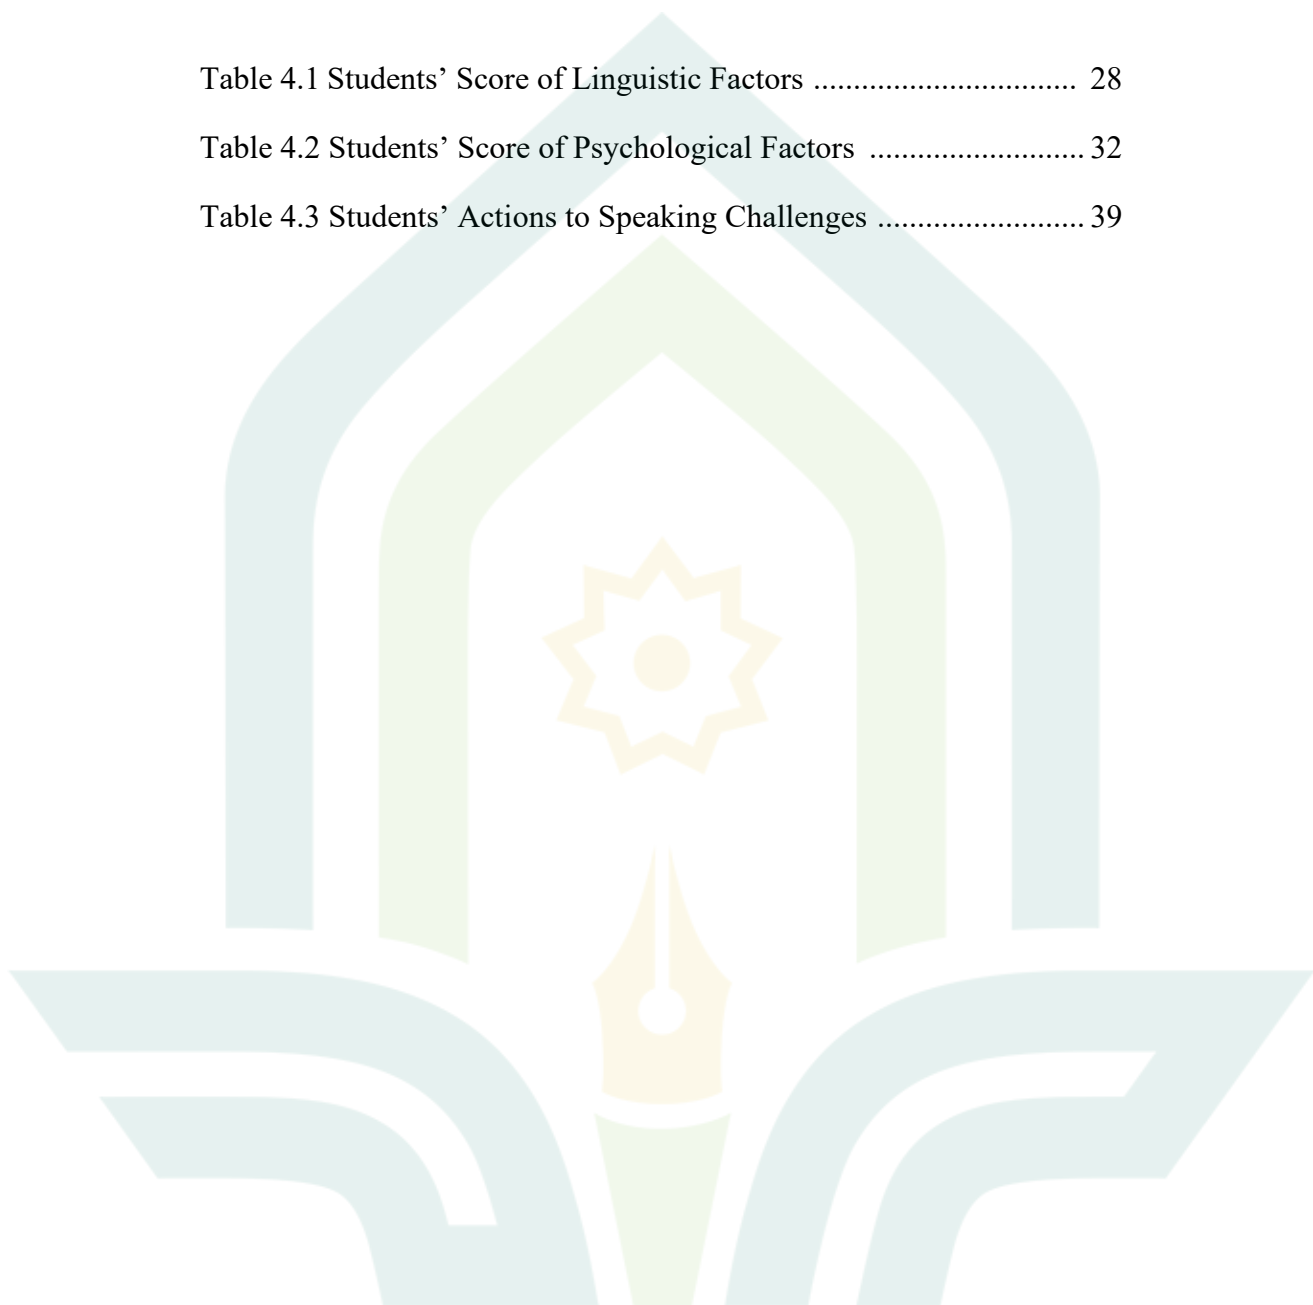 Table 4.1 Students’ Score of Linguistic Factors ................................. 28
Table 4.2 Students’ Score of Psychological Factors ........................... 32
Table 4.3 Students’ Actions to Speaking Challenges .......................... 39